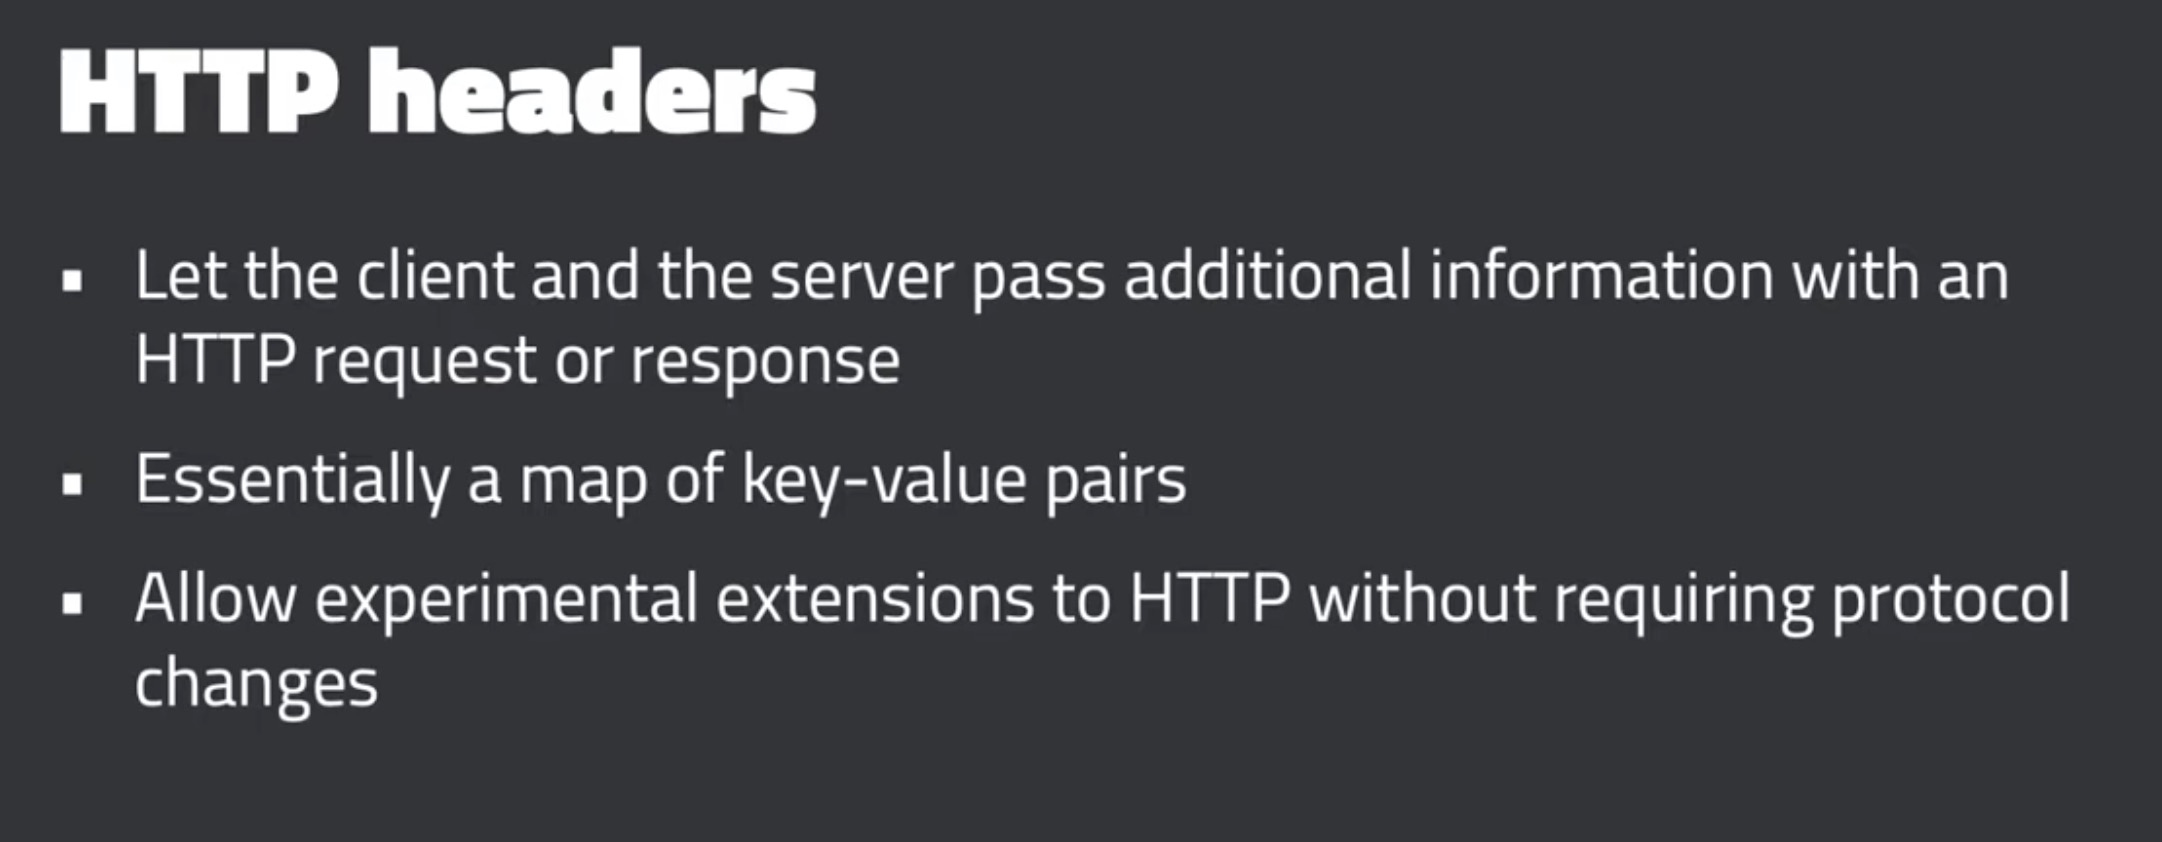 HTTP headers
▪ Let the client and the server pass additional information with an
HTTP request or response
▪ Essentially a map of key-value pairs
▪ Allow experimental extensions to HTTP without requiring protocol
changes